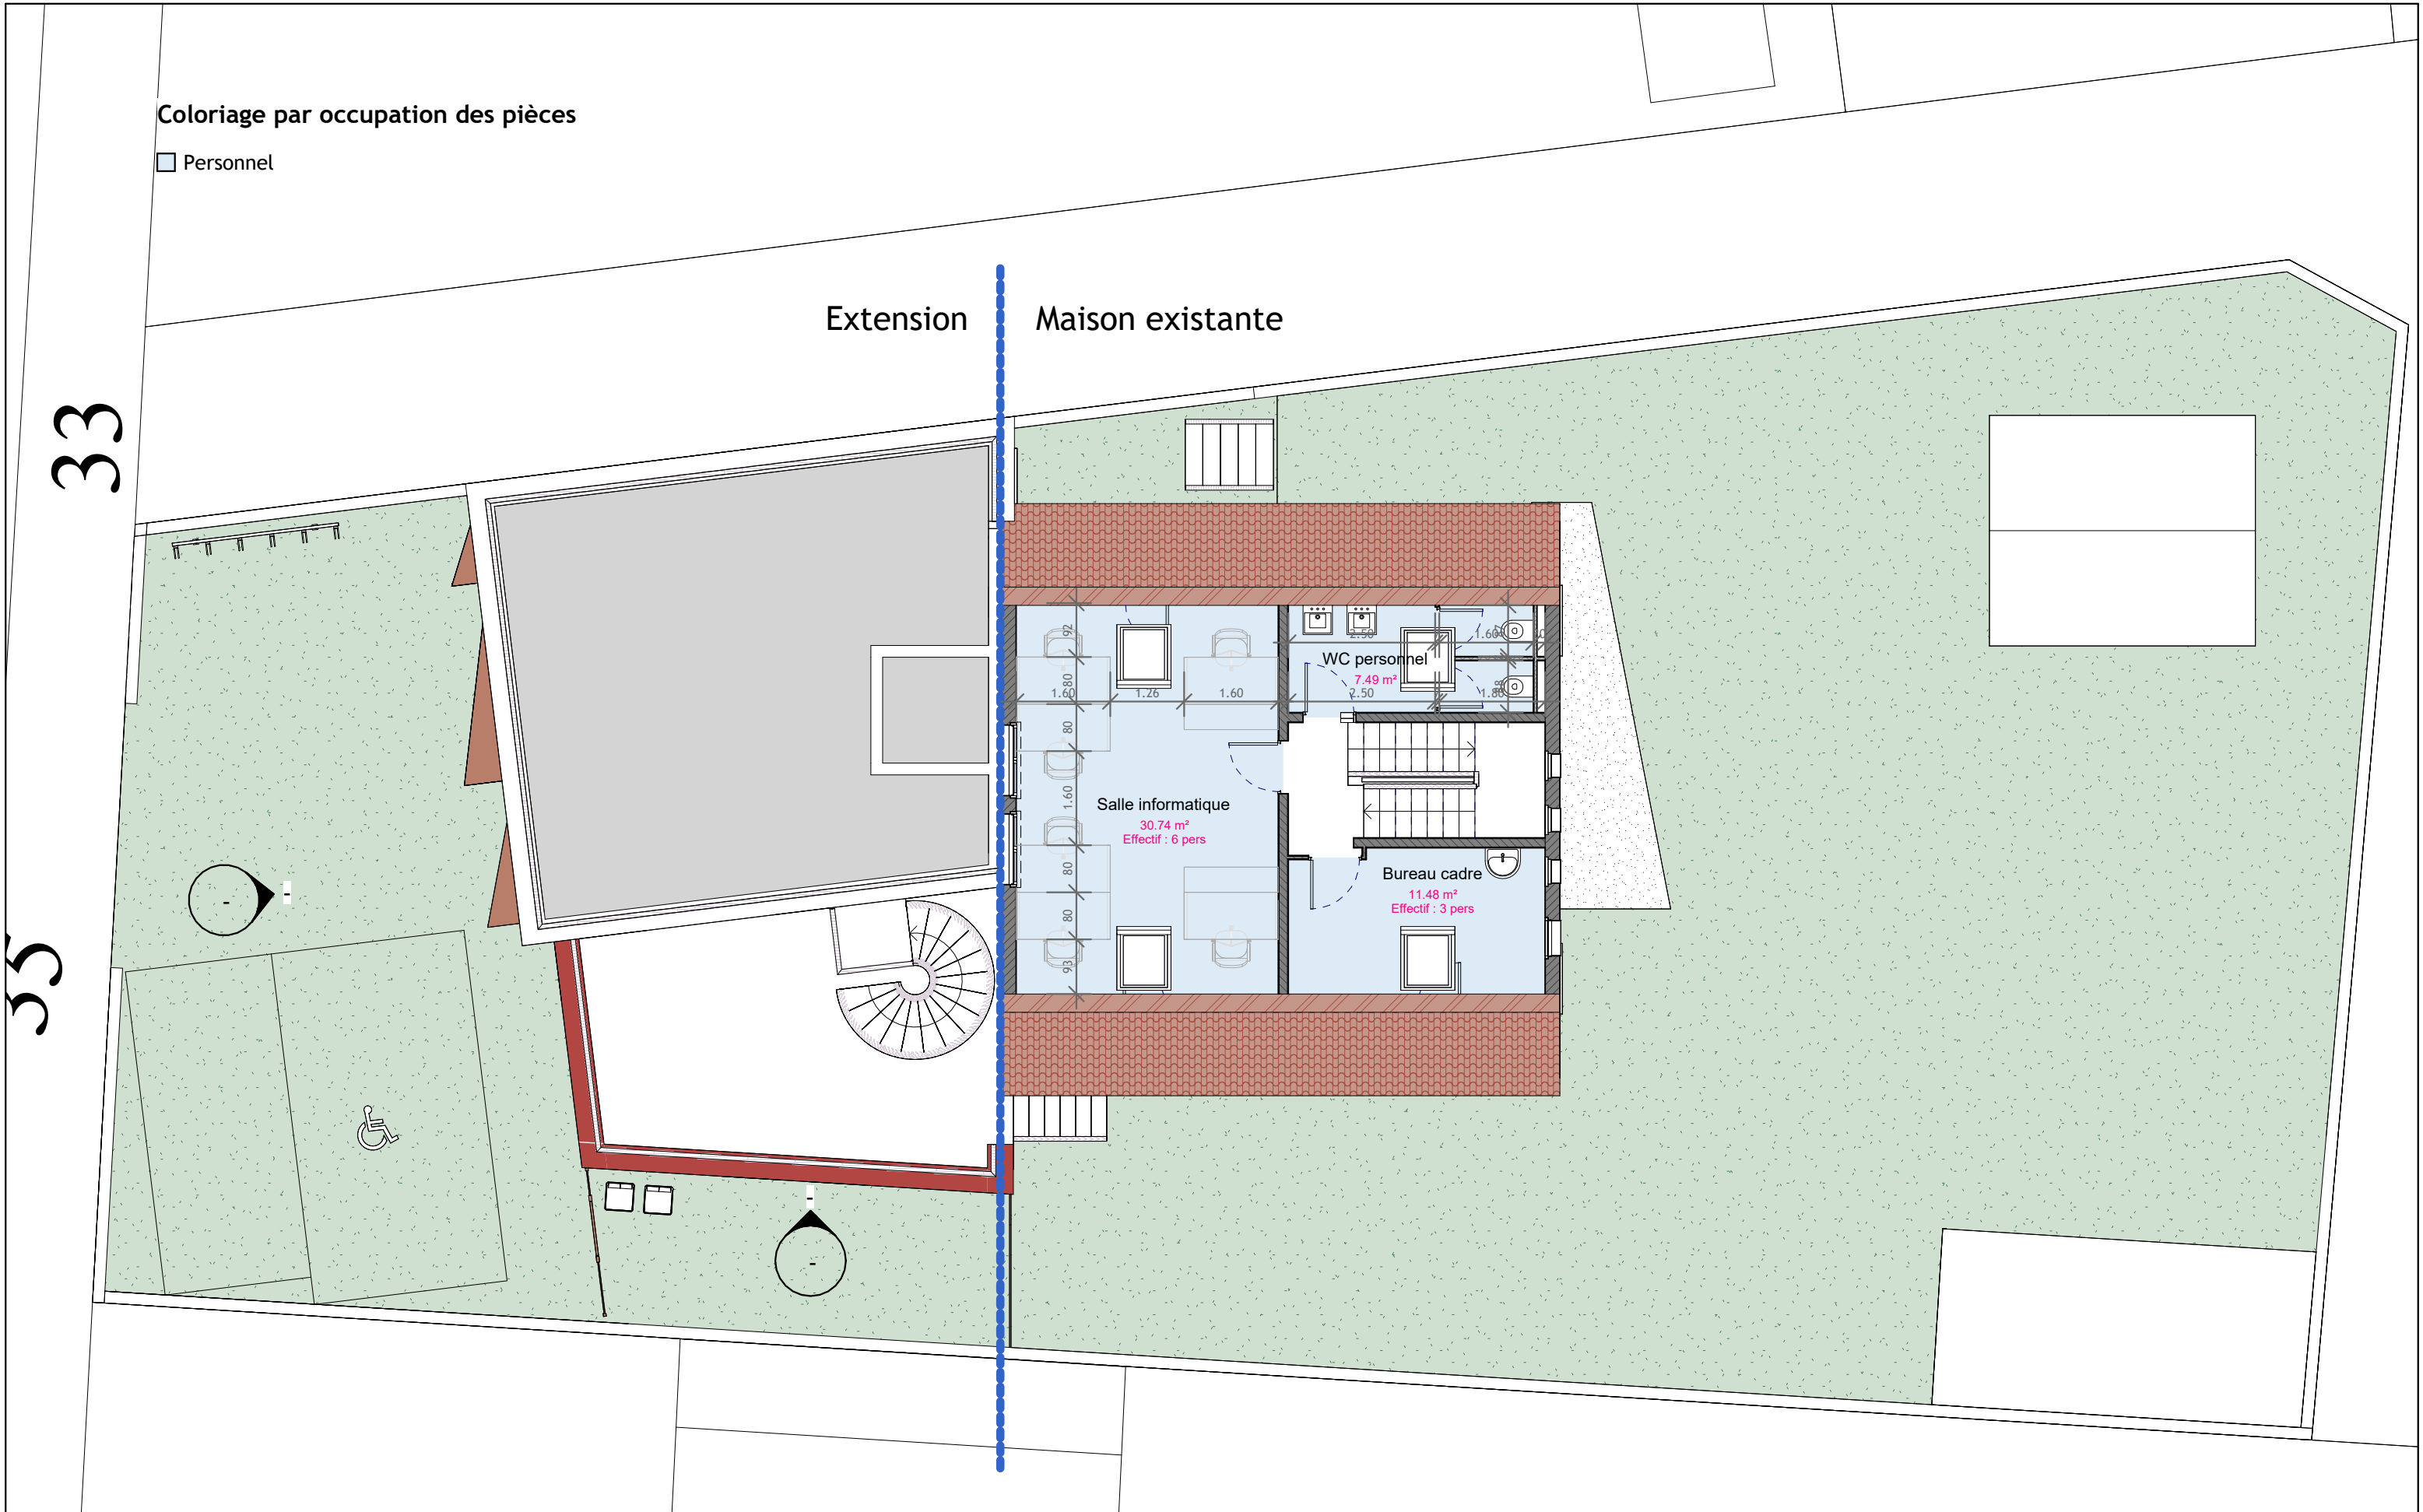 Coloriage par occupation des pièces
Personnel
Extension
Maison existante
33
35
92
80
80
1.60
80
80
93
1.60
1.26
1.60
2.50
1.60
WC personnel
7.49 m²
2.50
1.80
Salle informatique
30.74 m²
Effectif : 6 pers
Bureau cadre
11.48 m²
Effectif : 3 pers